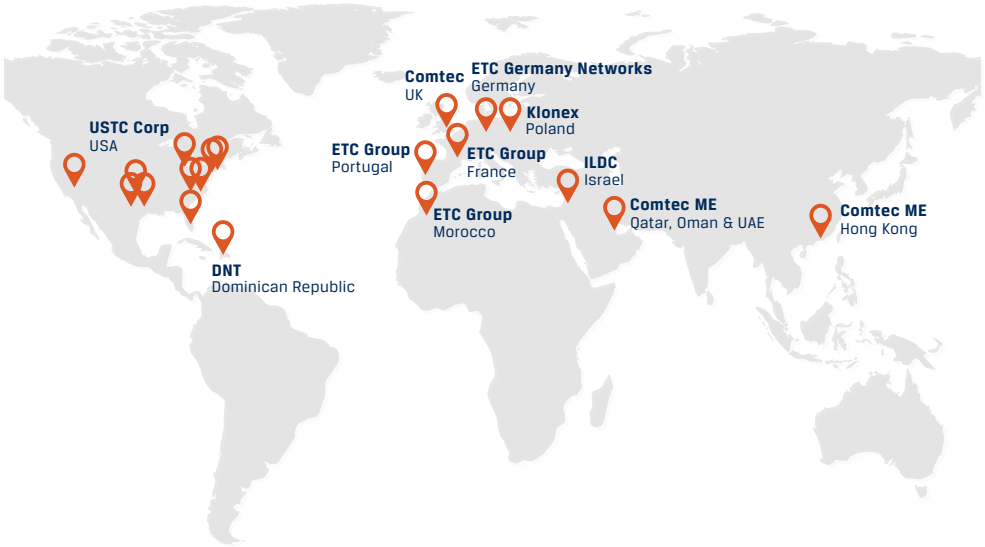 Comtec
UK
ETC Germany Networks
Germany
Klonex
Poland
USTC Corp
USA
ETC Group
Portugal
ETC Group
France
ILDC
Israel
ETC Group
Morocco
Comtec ME
Qatar, Oman & UAE
Comtec ME
Hong Kong
DNT
Dominican Republic